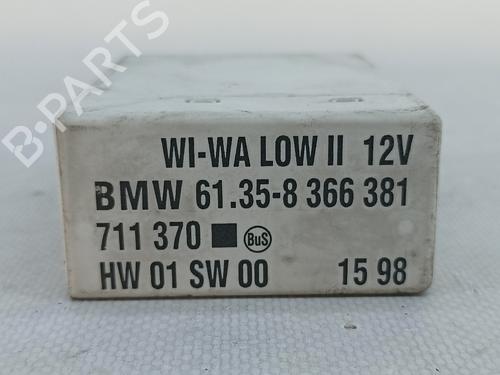 B-PARTS
WI-WA LOW II 12V
BMW 61.35-8 366 381
711 370 ■ BuS
HW 01 SW 00 15 98